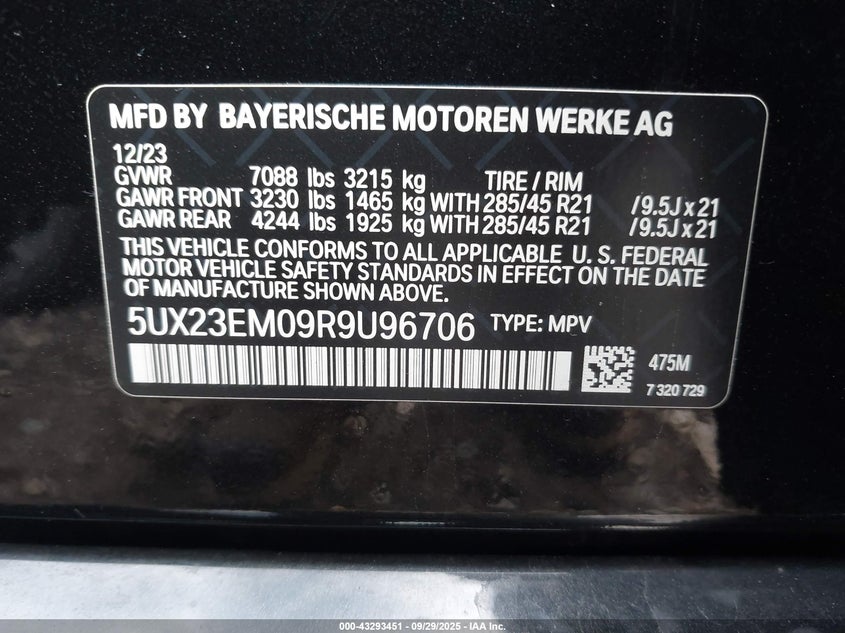 MFD BY BAYERISCHE MOTOREN WERKE AG
12/23
GVWR 7088 lbs 3215 kg TIRE / RIM
GAWR FRONT 3230 lbs 1465 kg WITH 285/45 R21 /9.5J x 21
GAWR REAR 4244 lbs 1925 kg WITH 285/45 R21 /9.5J x 21
THIS VEHICLE CONFORMS TO ALL APPLICABLE U. S. FEDERAL
MOTOR VEHICLE SAFETY STANDARDS IN EFFECT ON THE DATE
OF MANUFACTURE SHOWN ABOVE.
5UX23EM09R9U96706 TYPE: MPV
475M
7 320 729
000-43293451 - 09/29/2025 - IAA Inc.